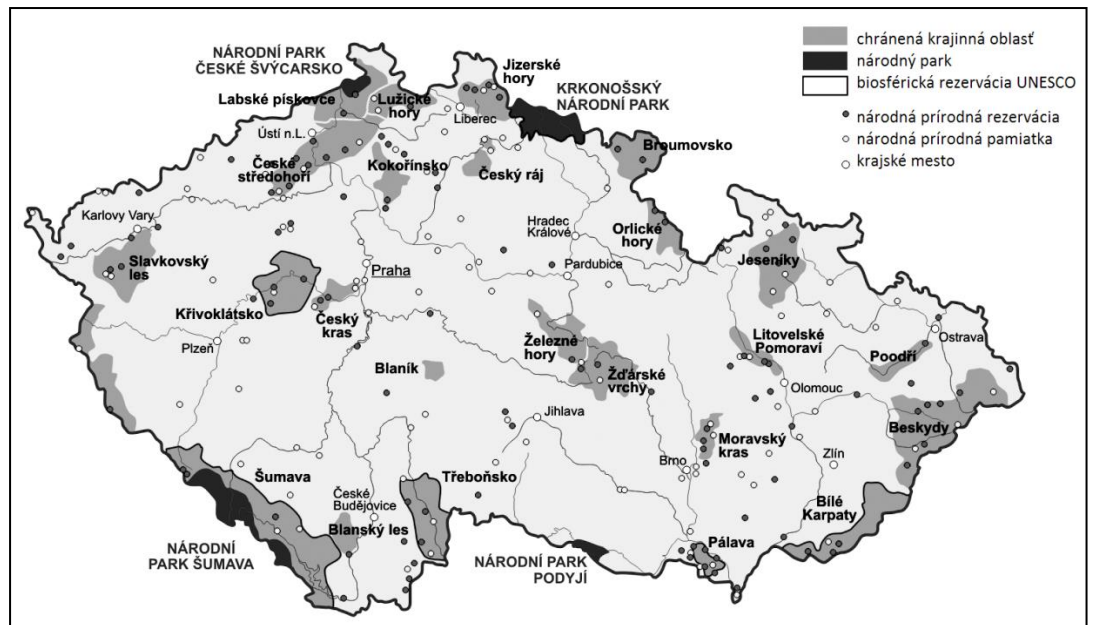 NÁRODNÍ PARK
ČESKÉ ŠVÝCARSKO
Jizerské
hory
KRKONOŠSKÝ
NÁRODNÍ PARK
chránená krajinná oblasť
národný park
biosférická rezervácia UNESCO
národná prírodná rezervácia
národná prírodná pamiatka
krajské mesto
Labské pískovce
Lužické
hory
Liberec
Ústí n.L.
České
středohoří
Kokořínsko
Český ráj
Broumovsko
Karlovy Vary
Slavkovský
les
Hradec
Králové
Orlické
hory
Praha
Pardubice
Jeseníky
Křivoklátsko
Český
kras
Plzeň
Železné
hory
Žďárské
vrchy
Litovelské
Pomoraví
Poodří
Ostrava
Blaník
Olomouc
Jihlava
Beskydy
Moravský
kras
Brno
Zlín
Šumava
Třeboňsko
České
Budějovice
Blanský les
Bílé
Karpaty
Pálava
NÁRODNÍ
PARK ŠUMAVA
NÁRODNÍ PARK
PODYJÍ